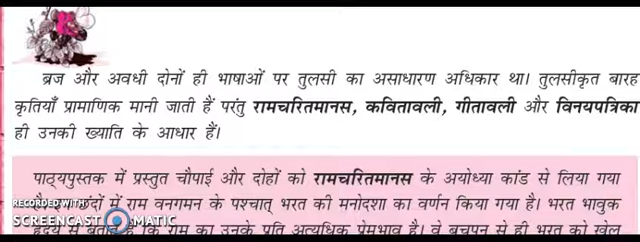 ब्रज और अवधी दोनों ही भाषाओं पर तुलसी का असाधारण अधिकार था। तुलसीकृत बारह
कृतियाँ प्रामाणिक मानी जाती हैं परंतु रामचरितमानस, कवितावली, गीतावली और विनयपत्रिका
ही उनकी ख्याति के आधार हैं।
पाठ्यपुस्तक में प्रस्तुत चौपाई और दोहों को रामचरितमानस के अयोध्या कांड से लिया गया
छंदों में राम वनगमन के पश्चात् भरत की मनोदशा का वर्णन किया गया है। भरत भावुक
हृदय से कि राम का उनके प्रति अत्यधिक प्रेमभाव है। वे बचपन से ही भरत को खेल
RECORDED WITH
SCREENCAST MATIC